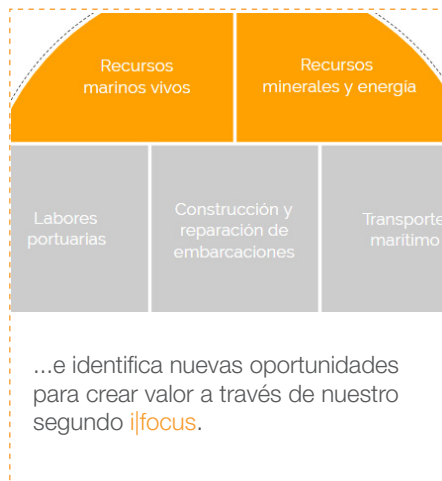 Recursos
marinos vivos
Recursos
minerales y energía
Labores
portuarias
Construcción y
reparación de
embarcaciones
Transporte
marítimo
...e identifica nuevas oportunidades
para crear valor a través de nuestro
segundo i|focus.